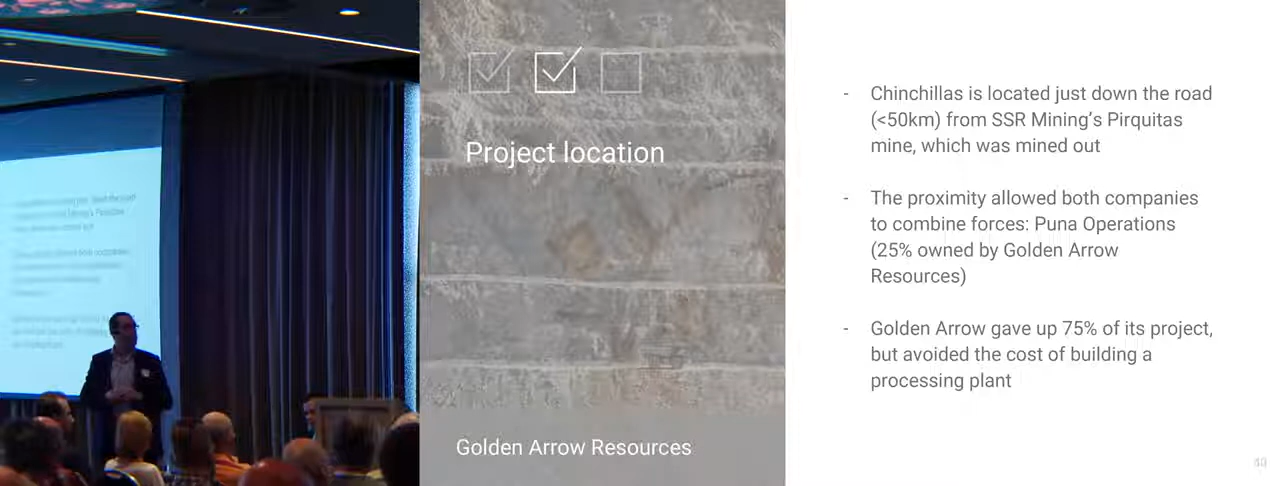 Project location
Golden Arrow Resources
- Chinchillas is located just down the road
(<50km) from SSR Mining's Pirquitas
mine, which was mined out
- The proximity allowed both companies
to combine forces: Puna Operations
(25% owned by Golden Arrow
Resources)
- Golden Arrow gave up 75% of its project,
but avoided the cost of building a
processing plant